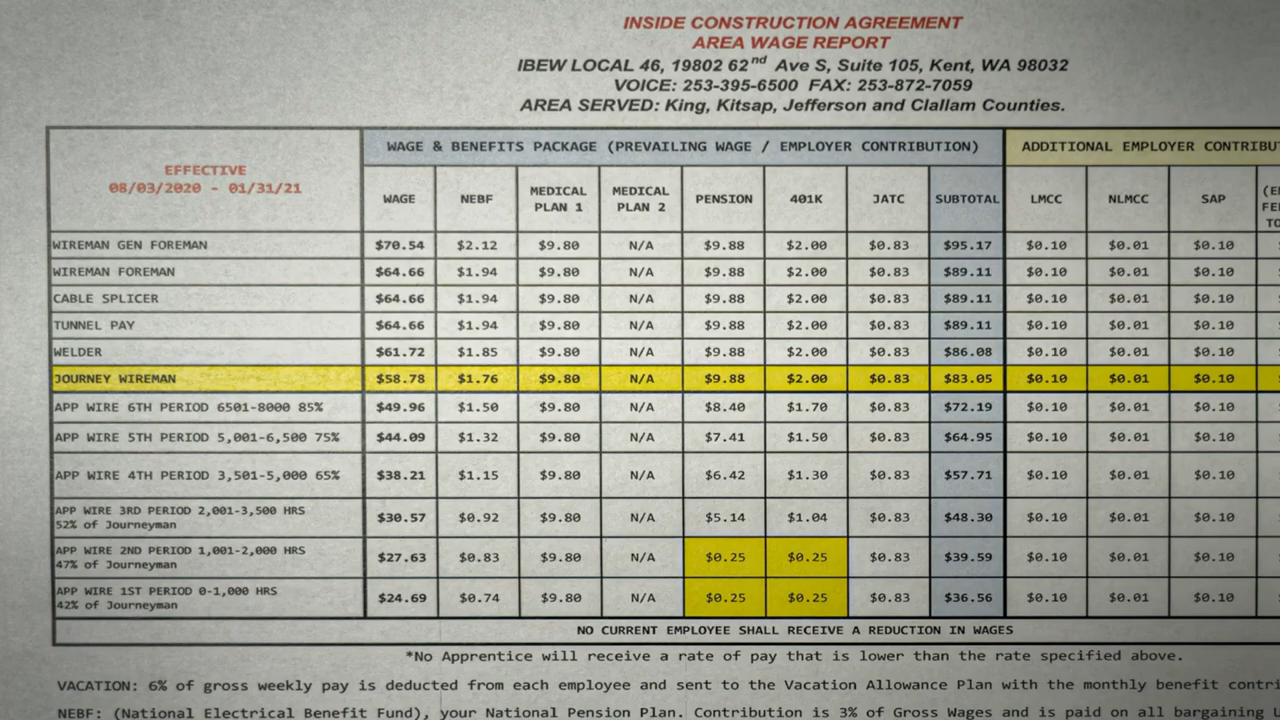 INSIDE CONSTRUCTION AGREEMENT
AREA WAGE REPORT
IBEW LOCAL 46, 19802 62nd Ave S, Suite 105, Kent, WA 98032
VOICE: 253-395-6500 FAX: 253-872-7059
AREA SERVED: King, Kitsap, Jefferson and Clallam Counties.
EFFECTIVE
08/03/2020 - 01/31/21
WAGE & BENEFITS PACKAGE (PREVAILING WAGE / EMPLOYER CONTRIBUTION) ADDITIONAL EMPLOYER CONTRIBUT
WAGE NEBF MEDICAL PLAN 1 MEDICAL PLAN 2 PENSION 401K JATC SUBTOTAL LMCC NLMCC SAP
WIREMAN GEN FOREMAN $70.54 $2.12 $9.80 N/A $9.88 $2.00 $0.83 $95.17 $0.10 $0.01 $0.10
WIREMAN FOREMAN $64.66 $1.94 $9.80 N/A $9.88 $2.00 $0.83 $89.11 $0.10 $0.01 $0.10
CABLE SPLICER $64.66 $1.94 $9.80 N/A $9.88 $2.00 $0.83 $89.11 $0.10 $0.01 $0.10
TUNNEL PAY $64.66 $1.94 $9.80 N/A $9.88 $2.00 $0.83 $89.11 $0.10 $0.01 $0.10
WELDER $61.72 $1.85 $9.80 N/A $9.88 $2.00 $0.83 $86.08 $0.10 $0.01 $0.10
JOURNEY WIREMAN $58.78 $1.76 $9.80 N/A $9.88 $2.00 $0.83 $83.05 $0.10 $0.01 $0.10
APP WIRE 6TH PERIOD 6501-8000 85% $49.96 $1.50 $9.80 N/A $8.40 $1.70 $0.83 $72.19 $0.10 $0.01 $0.10
APP WIRE 5TH PERIOD 5,001-6,500 75% $44.09 $1.32 $9.80 N/A $7.41 $1.50 $0.83 $64.95 $0.10 $0.01 $0.10
APP WIRE 4TH PERIOD 3,501-5,000 65% $38.21 $1.15 $9.80 N/A $6.42 $1.30 $0.83 $57.71 $0.10 $0.01 $0.10
APP WIRE 3RD PERIOD 2,001-3,500 HRS
52% of Journeyman $30.57 $0.92 $9.80 N/A $5.14 $1.04 $0.83 $48.30 $0.10 $0.01 $0.10
APP WIRE 2ND PERIOD 1,001-2,000 HRS
47% of Journeyman $27.63 $0.83 $9.80 N/A $0.25 $0.25 $0.83 $39.59 $0.10 $0.01 $0.10
APP WIRE 1ST PERIOD 0-1,000 HRS
42% of Journeyman $24.69 $0.74 $9.80 N/A $0.25 $0.25 $0.83 $36.56 $0.10 $0.01 $0.10
NO CURRENT EMPLOYEE SHALL RECEIVE A REDUCTION IN WAGES
*No Apprentice will receive a rate of pay that is lower than the rate specified above.
VACATION: 6% of gross weekly pay is deducted from each employee and sent to the Vacation Allowance Plan with the monthly benefit contri
NEBF: (National Electrical Benefit Fund), your National Pension Plan. Contribution is 3% of Gross Wages and is paid on all bargaining